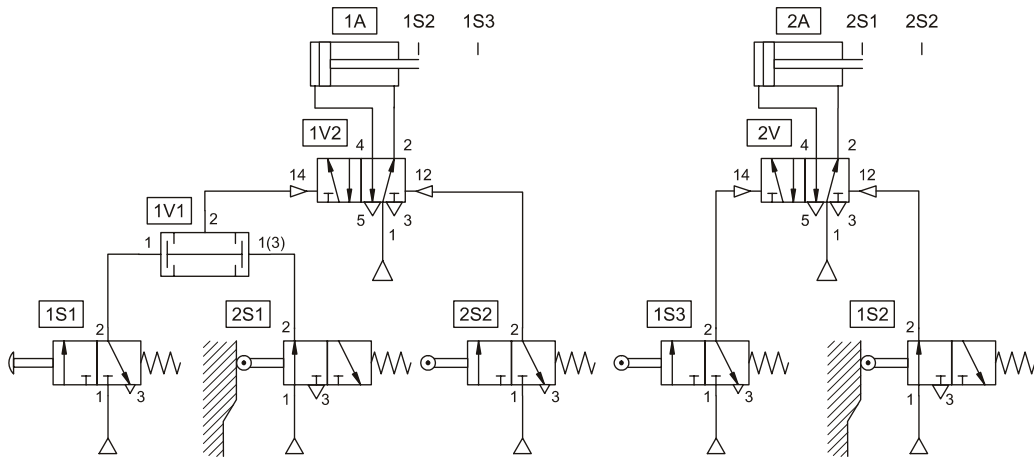 1A 1S2 1S3 2A 2S1 2S2
1V2 4 2 2V 4 2
14 12 14 12
1V1 2 5 3 5 3
1 1(3) 1 1
1S1 2 2S1 2 2S2 2 1S3 2 1S2 2
1 3 1 3 1 3 1 3 1 3